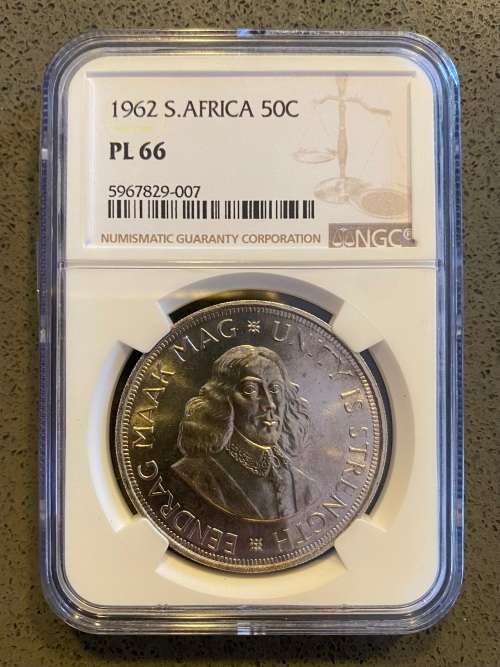 1962 S.AFRICA 50C
PL 66
5967829-007
NUMISMATIC GUARANTY CORPORATION
NGC®
EENDRAG MAAK MAG
UNITY IS STRENGTH